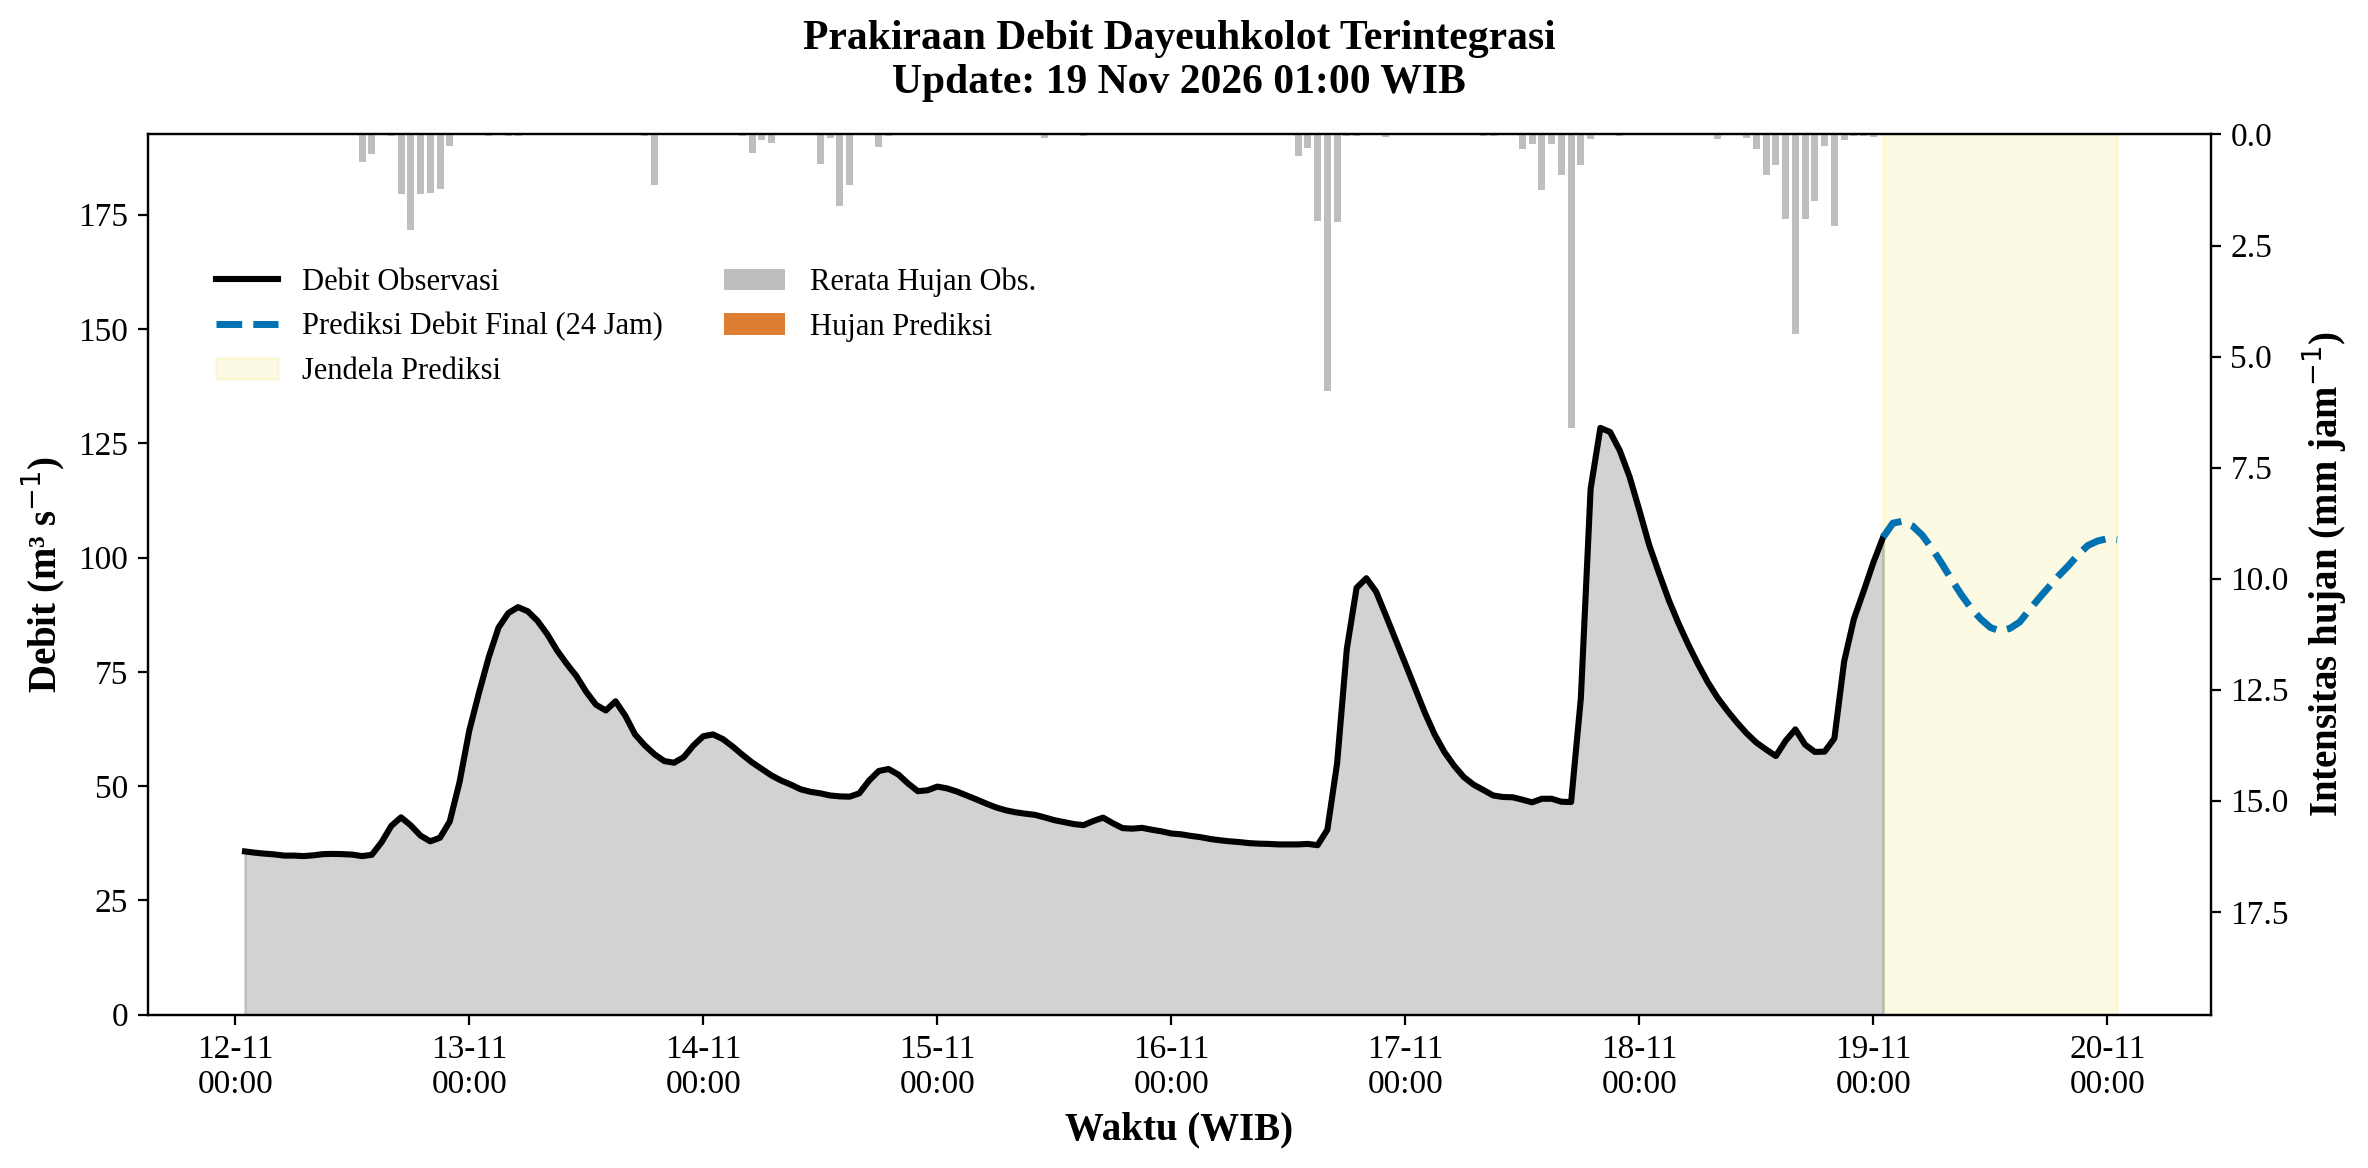 Prakiraan Debit Dayeuhkolot Terintegrasi
Update: 19 Nov 2026 01:00 WIB
Debit Observasi
Prediksi Debit Final (24 Jam)
Jendela Prediksi
Rerata Hujan Obs.
Hujan Prediksi
Debit (m³ s⁻¹)
175
150
125
100
75
50
25
0
0.0
2.5
5.0
7.5
10.0
12.5
15.0
17.5
Intensitas hujan (mm jam⁻¹)
12-11 13-11 14-11 15-11 16-11 17-11 18-11 19-11 20-11
00:00 00:00 00:00 00:00 00:00 00:00 00:00 00:00 00:00
Waktu (WIB)